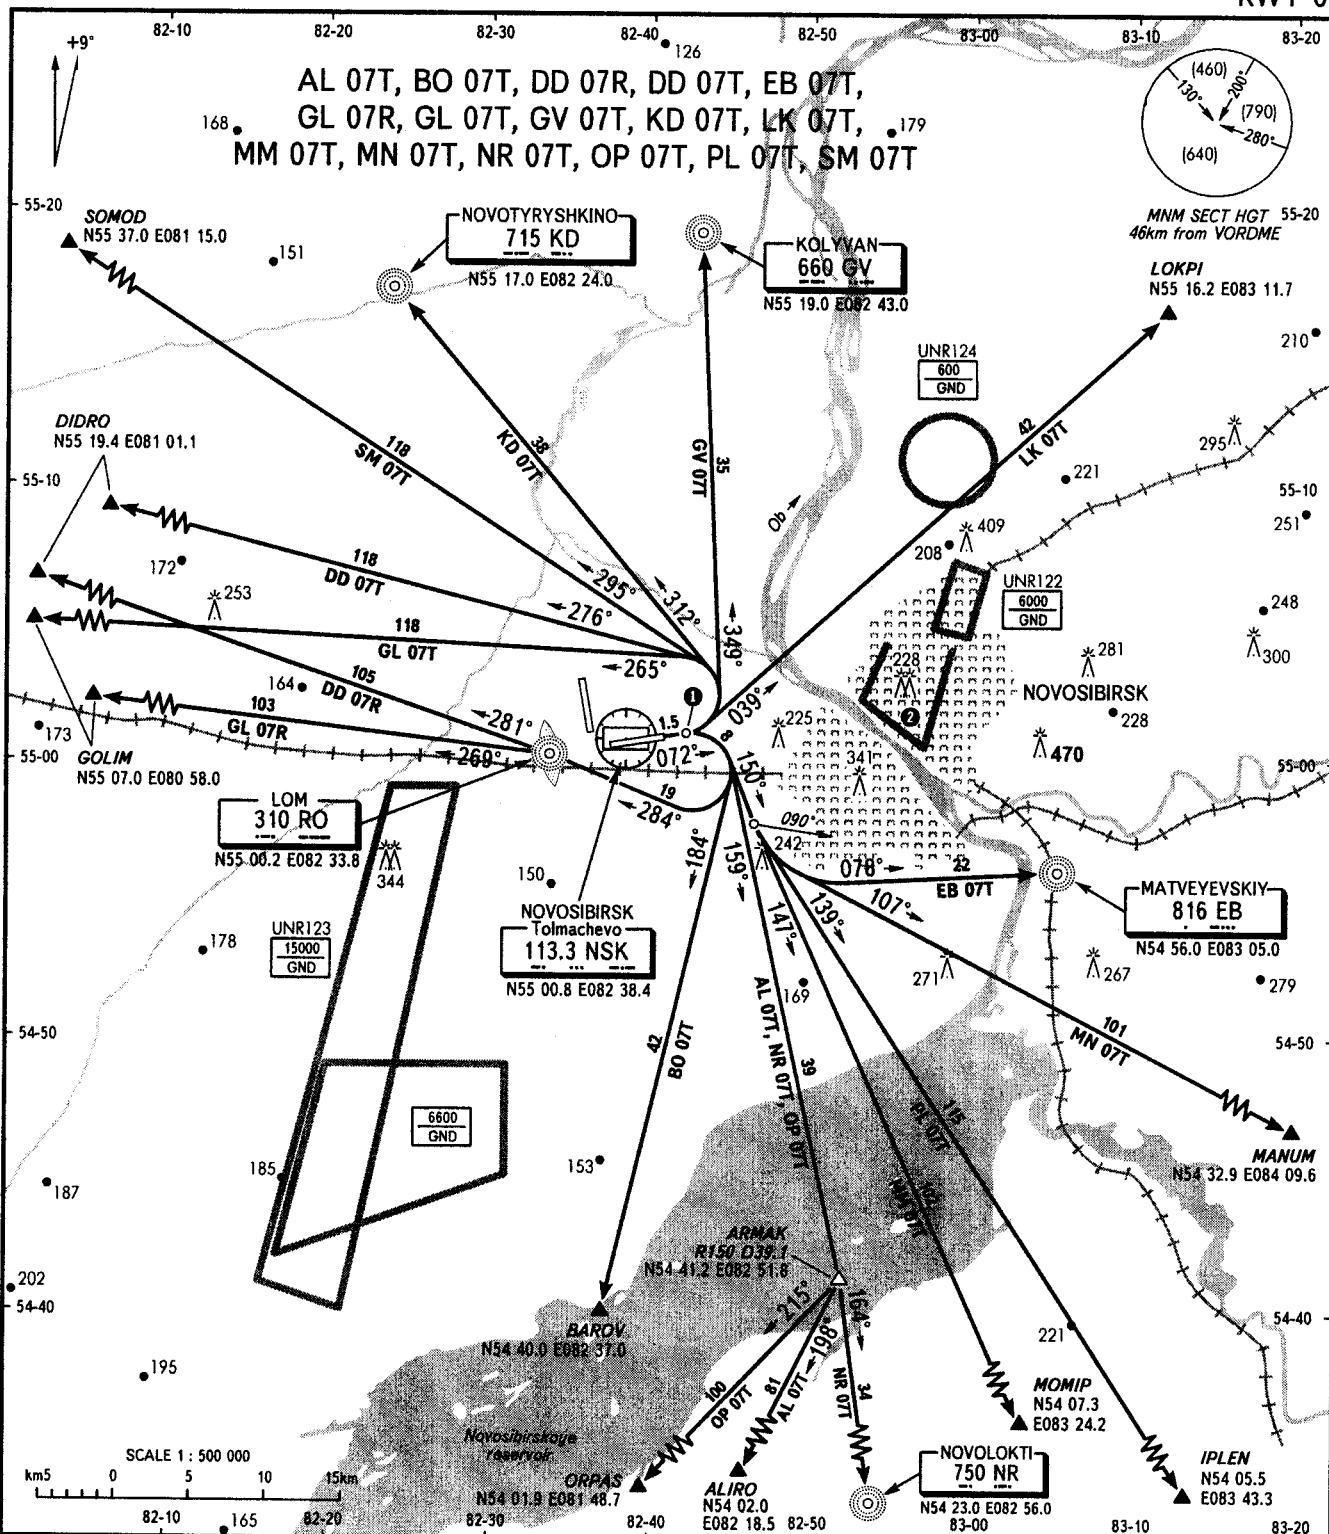 82-10 82-20 82-40 82-50 83-00 83-10 83-20
+9°
126
AL 07T, BO 07T, DD 07R, DD 07T, EB 07T,
GL 07R, GL 07T, GV 07T, KD 07T, LK 07T,
MM 07T, MN 07T, NR 07T, OP 07T, PL 07T, SM 07T
168
179
(460)
130°
200°
(790)
280°
(640)
MNM SECT HGT
46km from VORDME
55-20
55-20
SOMOD
N55 37.0 E081 15.0
151
NOVOTYRYSHKINO
715 KD
N55 17.0 E082 24.0
KOLYVAN
660 GV
N55 19.0 E082 43.0
LOKPI
N55 16.2 E083 11.7
210
UNR124
600
GND
DIDRO
N55 19.4 E081 01.1
118
SM 07T
38
KD 07T
35
GV 07T
42
LK 07T
295
221
55-10
55-10
251
Ob
409
208
172
253
118
DD 07T
295°
276°
312°
349°
UNR122
6000
GND
248
300
281
118
GL 07T
265°
105
DD 07R
164
103
GL 07R
281°
269°
1
1.5
072°
8
039°
150°
225
228
2
NOVOSIBIRSK
228
470
341
173
55-00
55-00
GOLIM
N55 07.0 E080 58.0
LOM
310 RO
N55 00.2 E082 33.8
19
284°
184°
159°
090°
242
344
150
147°
139°
078°
22
EB 07T
107°
MATVEYEVSKIY
816 EB
N54 56.0 E083 05.0
178
UNR123
15000
GND
NOVOSIBIRSK
Tolmachevo
113.3 NSK
N55 00.8 E082 38.4
169
271
267
279
54-50
54-50
42
BO 07T
AL 07T, NR 07T, OP 07T
39
101
MN 07T
115
PL 07T
102
MM 07T
6600
GND
153
185
187
MANUM
N54 32.9 E084 09.6
ARMAK
R150 D39.1
N54 41.2 E082 51.8
202
54-40
54-40
BAROV
N54 40.0 E082 37.0
215°
198°
164°
221
195
100
OP 07T
81
AL 07T
34
NR 07T
MOMIP
N54 07.3
E083 24.2
Novosibirskoye
reservoir
SCALE 1 : 500 000
km5 0 5 10 15km
ORPAS
N54 01.9 E081 48.7
ALIRO
N54 02.0
E082 18.5
NOVOLOKTI
750 NR
N54 23.0 E082 56.0
IPLEN
N54 05.5
E083 43.3
165
82-10 82-20 82-30 82-40 82-50 83-00 83-10 83-20